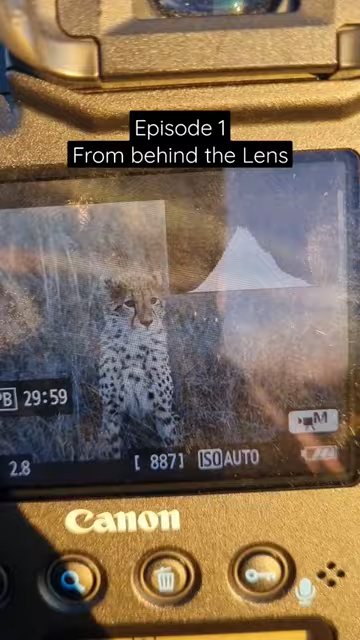 Episode 1
From behind the Lens
PB 29:59
M
2.8
[ 887]
ISO AUTO
Canon